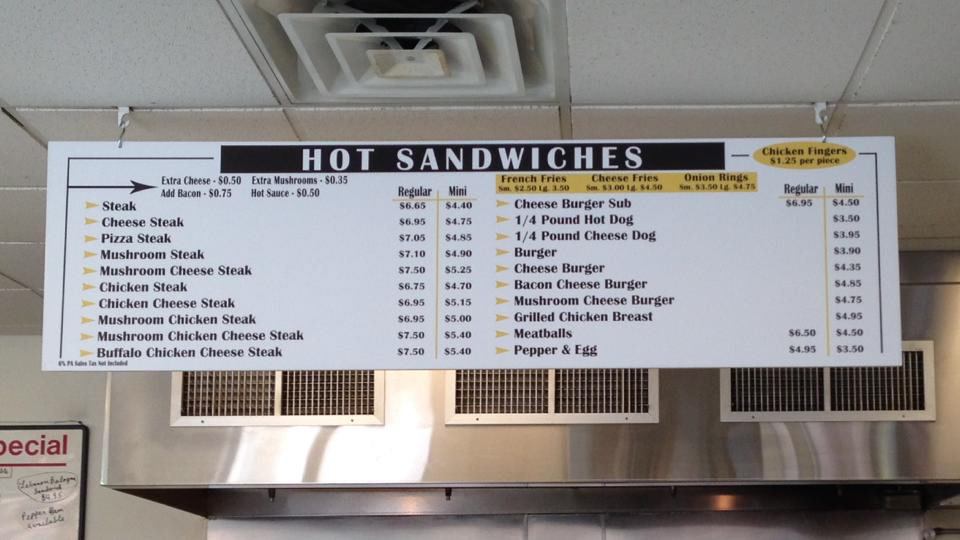 HOT SANDWICHES
Chicken Fingers
$1.25 per piece
Extra Cheese - $0.50 Extra Mushrooms - $0.35
Add Bacon - $0.75 Hot Sauce - $0.50
Regular Mini
Steak $6.65 $4.40
Cheese Steak $6.95 $4.75
Pizza Steak $7.05 $4.85
Mushroom Steak $7.10 $4.90
Mushroom Cheese Steak $7.50 $5.25
Chicken Steak $6.75 $4.70
Chicken Cheese Steak $6.95 $5.15
Mushroom Chicken Steak $6.95 $5.00
Mushroom Chicken Cheese Steak $7.50 $5.40
Buffalo Chicken Cheese Steak $7.50 $5.40
6% PA Sales Tax Not Included
French Fries Cheese Fries Onion Rings
Sm. $2.50 Lg. 3.50 Sm. $3.00 Lg. $4.50 Sm. $3.50 Lg. $4.75
Regular Mini
Cheese Burger Sub $6.95 $4.50
1/4 Pound Hot Dog $3.50
1/4 Pound Cheese Dog $3.95
Burger $3.90
Cheese Burger $4.35
Bacon Cheese Burger $4.85
Mushroom Cheese Burger $4.75
Grilled Chicken Breast $4.95
Meatballs $6.50 $4.50
Pepper & Egg $4.95 $3.50
pecial
Lebanon Bologna
Sandwich
$4.95
Pepper Ham
available